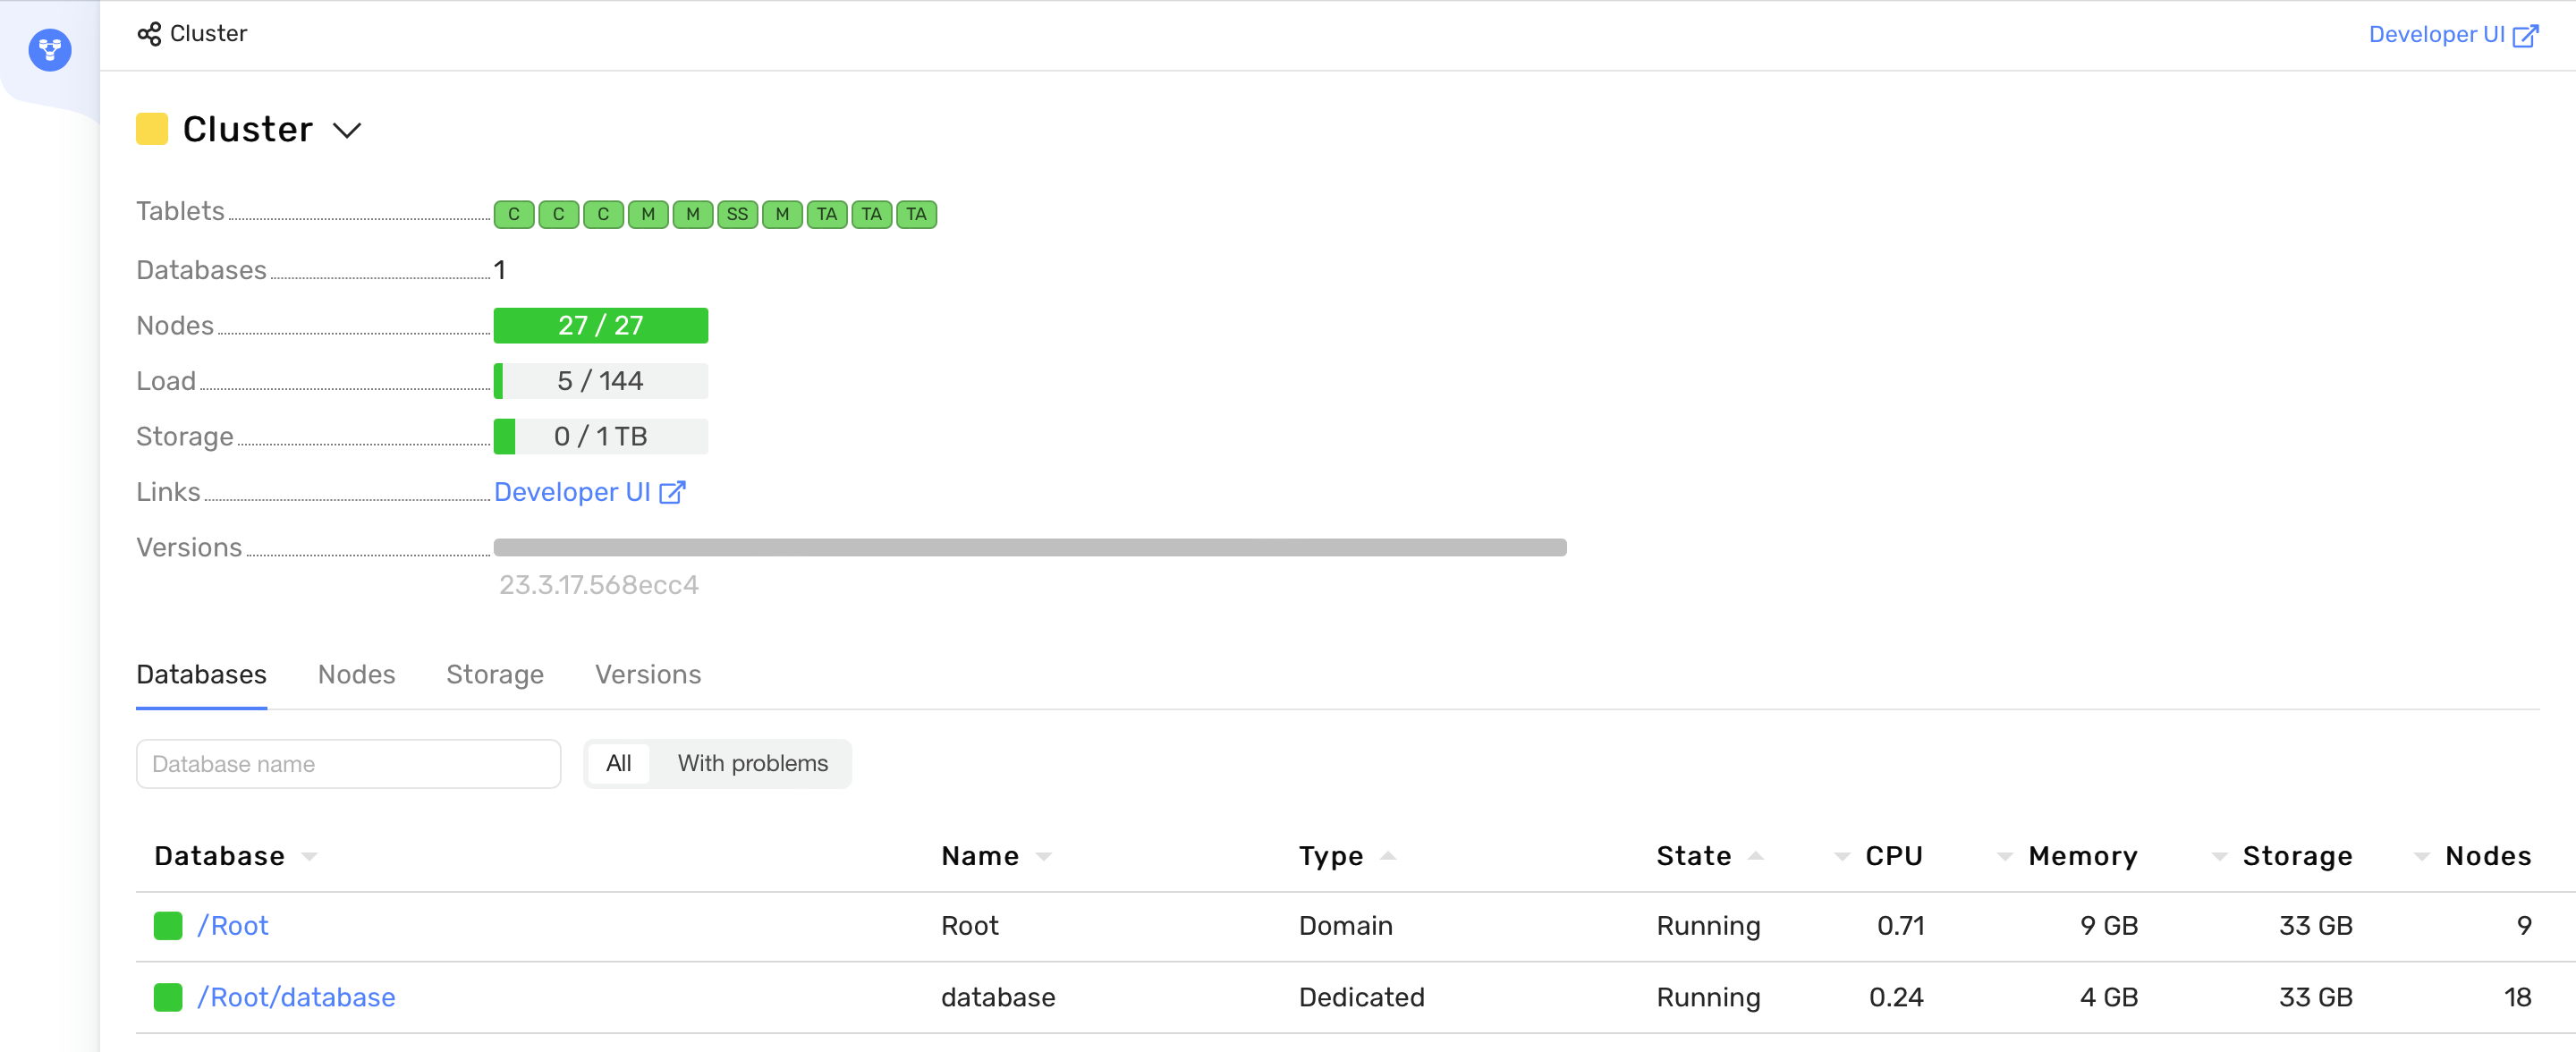 Cluster
Developer UI
Cluster
Tablets C C C M M SS M TA TA TA
Databases 1
Nodes 27 / 27
Load 5 / 144
Storage 0 / 1 TB
Links Developer UI
Versions
23.3.17.568ecc4
Databases Nodes Storage Versions
Database name All With problems
Database Name Type State CPU Memory Storage Nodes
/Root Root Domain Running 0.71 9 GB 33 GB 9
/Root/database database Dedicated Running 0.24 4 GB 33 GB 18